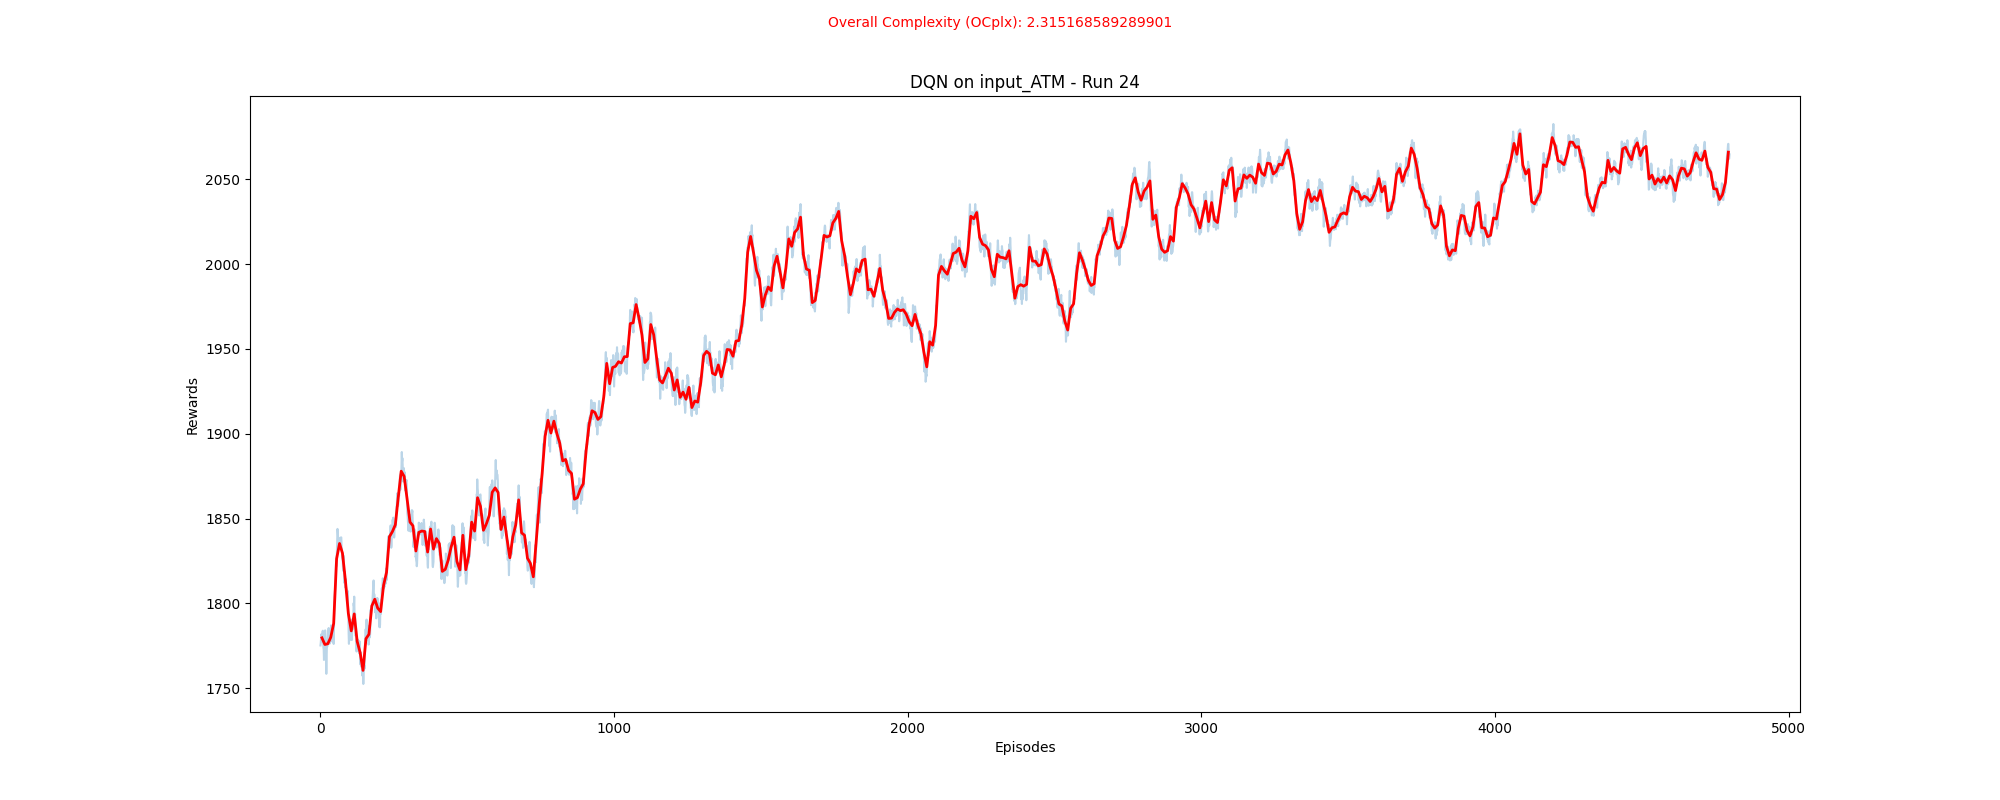 Overall Complexity (OCplx): 2.315168589289901
DQN on input_ATM - Run 24
2050
2000
1950
1900
1850
1800
1750
Rewards
0 1000 2000 3000 4000 5000
Episodes